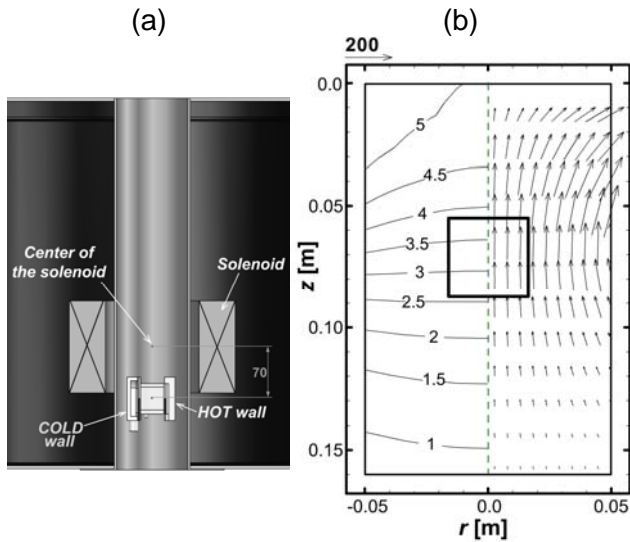 (a)
(b)
Center of
the solenoid
Solenoid
70
COLD
wall
HOT wall
200
0.0
0.05
0.10
0.15
z [m]
5
4.5
4
3.5
3
2.5
2
1.5
1
-0.05
0.0
0.05
r [m]